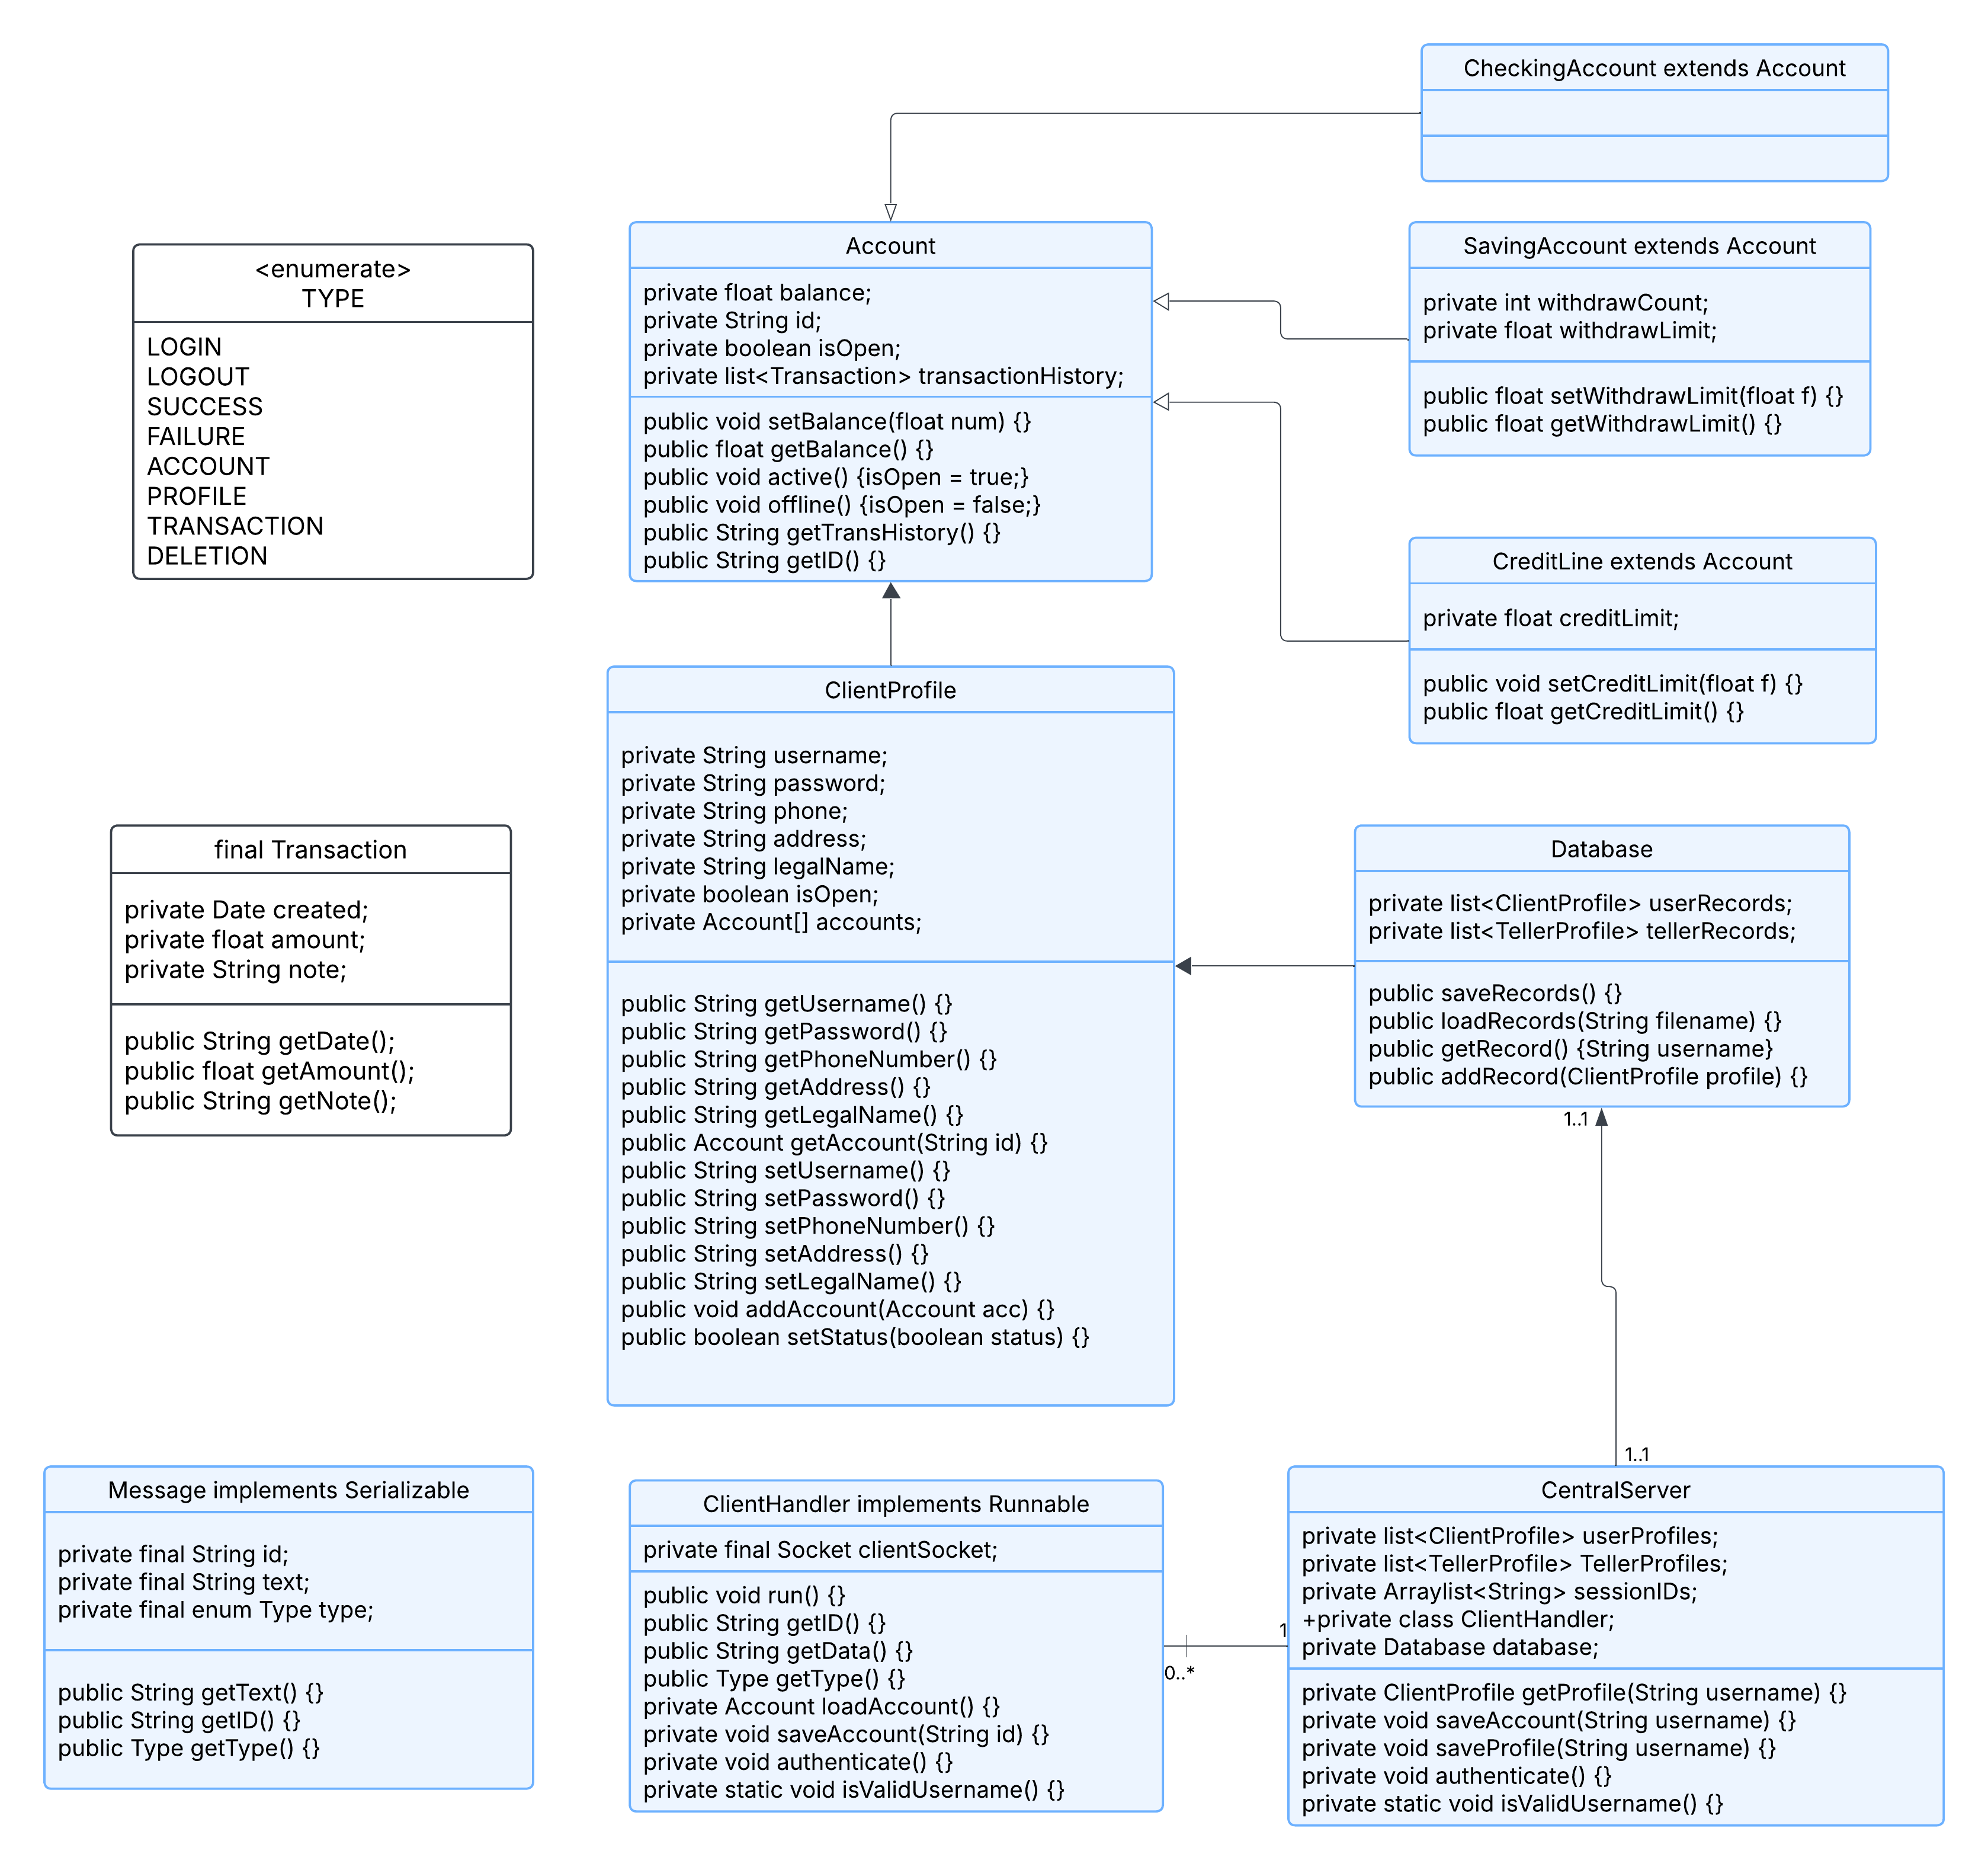 CheckingAccount extends Account
Account
private float balance;
private String id;
private boolean isOpen;
private list<Transaction> transactionHistory;
public void setBalance(float num) {}
public float getBalance() {}
public void active() {isOpen = true;}
public void offline() {isOpen = false;}
public String getTransHistory() {}
public String getID() {}
SavingAccount extends Account
private int withdrawCount;
private float withdrawLimit;
public float setWithdrawLimit(float f) {}
public float getWithdrawLimit() {}
<enumerate>
TYPE
LOGIN
LOGOUT
SUCCESS
FAILURE
ACCOUNT
PROFILE
TRANSACTION
DELETION
CreditLine extends Account
private float creditLimit;
public void setCreditLimit(float f) {}
public float getCreditLimit() {}
ClientProfile
private String username;
private String password;
private String phone;
private String address;
private String legalName;
private boolean isOpen;
private Account[] accounts;
public String getUsername() {}
public String getPassword() {}
public String getPhoneNumber() {}
public String getAddress() {}
public String getLegalName() {}
public Account getAccount(String id) {}
public String setUsername() {}
public String setPassword() {}
public String setPhoneNumber() {}
public String setAddress() {}
public String setLegalName() {}
public void addAccount(Account acc) {}
public boolean setStatus(boolean status) {}
final Transaction
private Date created;
private float amount;
private String note;
public String getDate();
public float getAmount();
public String getNote();
Database
private list<ClientProfile> userRecords;
private list<TellerProfile> tellerRecords;
public saveRecords() {}
public loadRecords(String filename) {}
public getRecord() {String username}
public addRecord(ClientProfile profile) {}
1..1
1..1
Message implements Serializable
private final String id;
private final String text;
private final enum Type type;
public String getText() {}
public String getID() {}
public Type getType() {}
ClientHandler implements Runnable
private final Socket clientSocket;
public void run() {}
public String getID() {}
public String getData() {}
public Type getType() {}
private Account loadAccount() {}
private void saveAccount(String id) {}
private void authenticate() {}
private static void isValidUsername() {}
1
0..*
CentralServer
private list<ClientProfile> userProfiles;
private list<TellerProfile> TellerProfiles;
private Arraylist<String> sessionIDs;
+private class ClientHandler;
private Database database;
private ClientProfile getProfile(String username) {}
private void saveAccount(String username) {}
private void saveProfile(String username) {}
private void authenticate() {}
private static void isValidUsername() {}